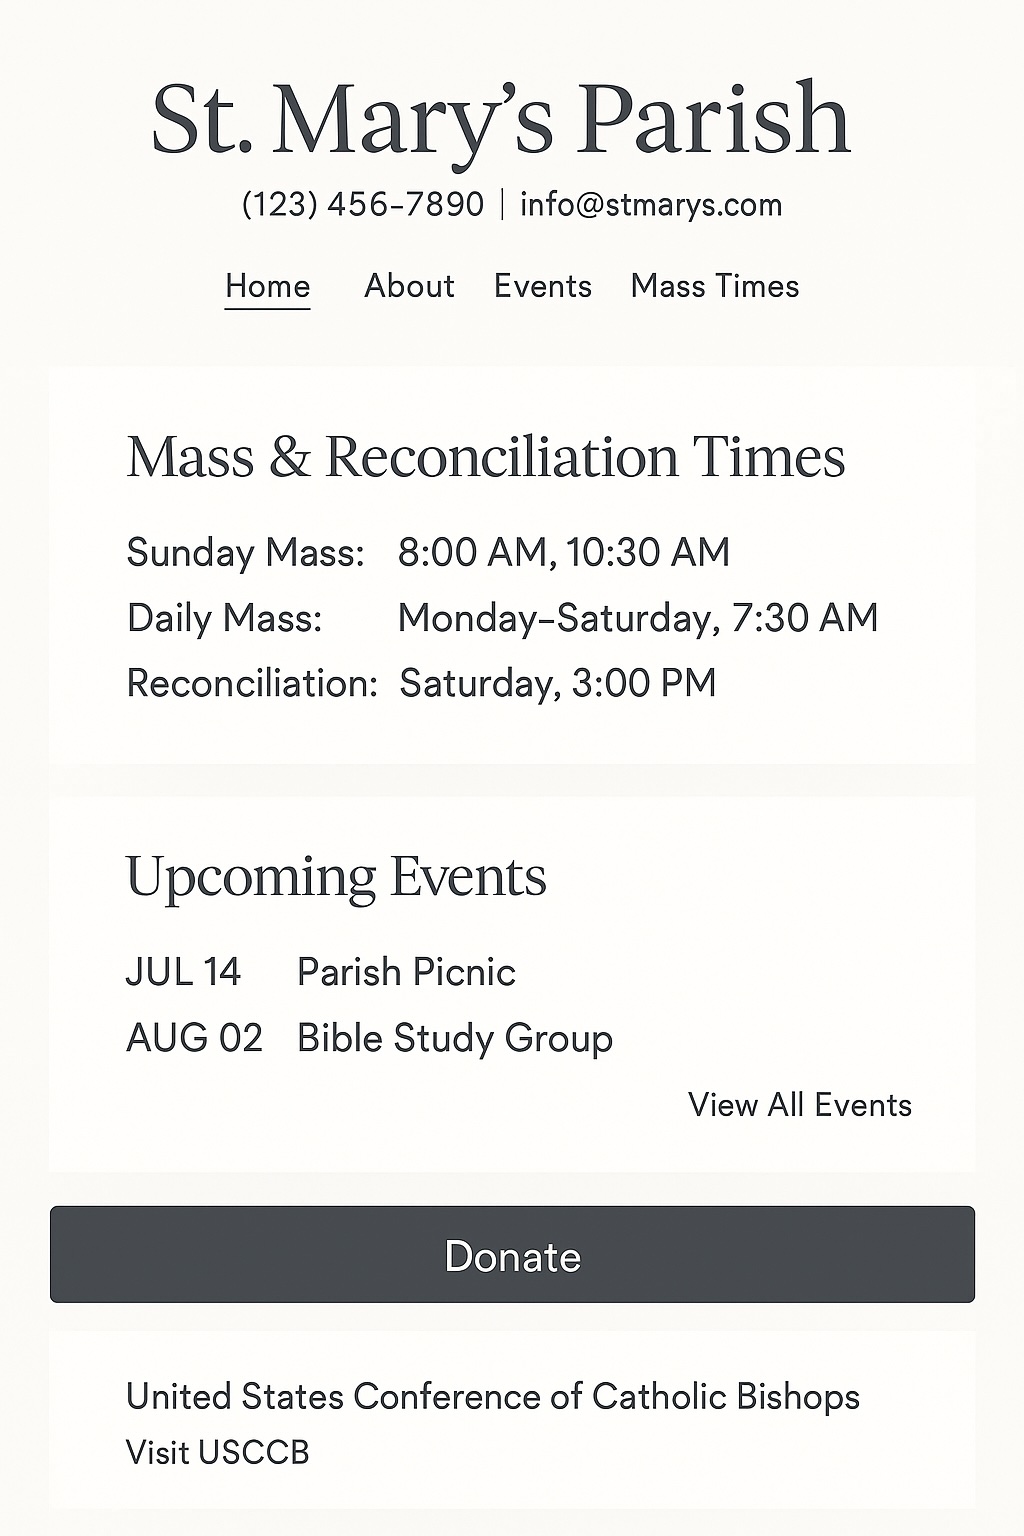 St. Mary’s Parish
(123) 456-7890 | info@stmarys.com
Home About Events Mass Times
Mass & Reconciliation Times
Sunday Mass: 8:00 AM, 10:30 AM
Daily Mass: Monday–Saturday, 7:30 AM
Reconciliation: Saturday, 3:00 PM
Upcoming Events
JUL 14 Parish Picnic
AUG 02 Bible Study Group
View All Events
Donate
United States Conference of Catholic Bishops
Visit USCCB